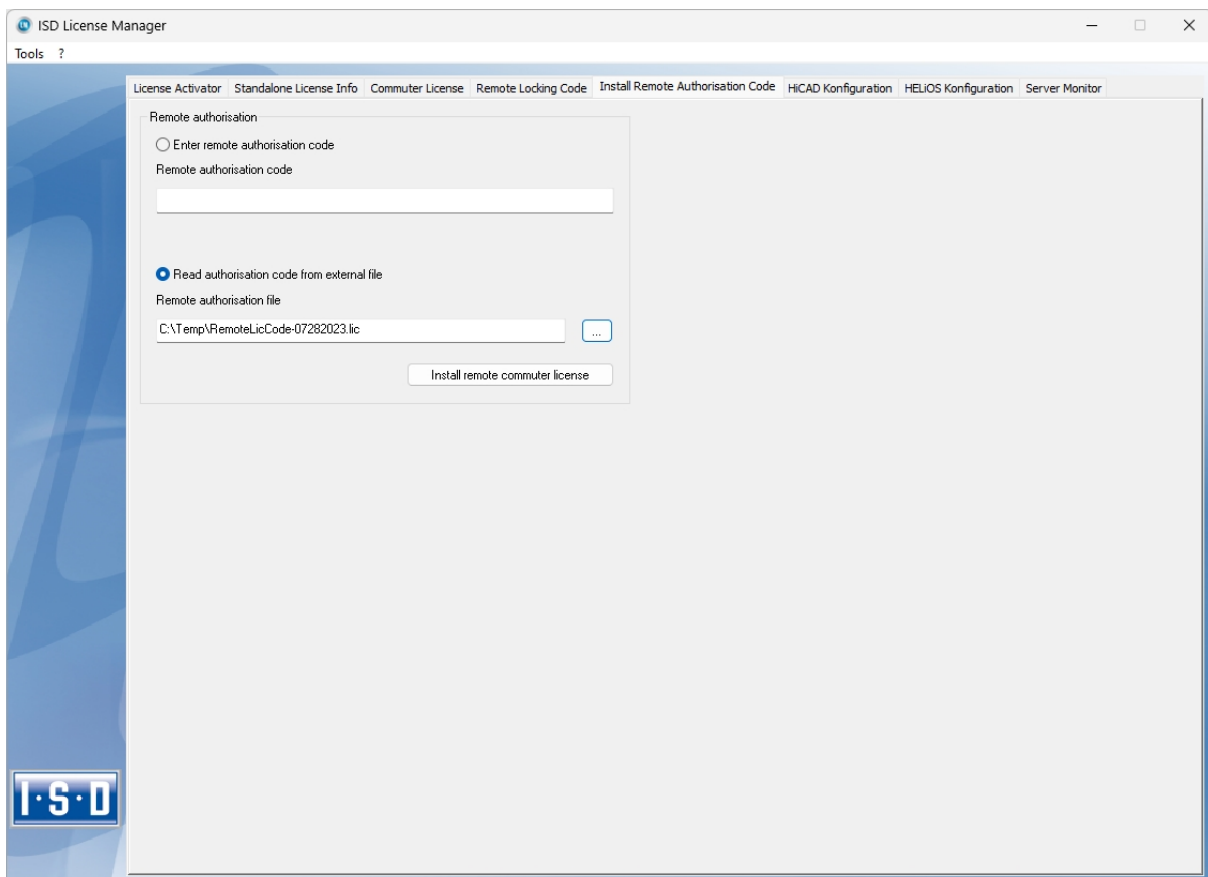 ISD License Manager
Tools ?
License Activator Standalone License Info Commuter License Remote Locking Code Install Remote Authorisation Code HiCAD Konfiguration HELiOS Konfiguration Server Monitor
Remote authorisation
Enter remote authorisation code
Remote authorisation code
Read authorisation code from external file
Remote authorisation file
C:\Temp\RemoteLicCode-07282023.lic
...
Install remote commuter license
I·S·D